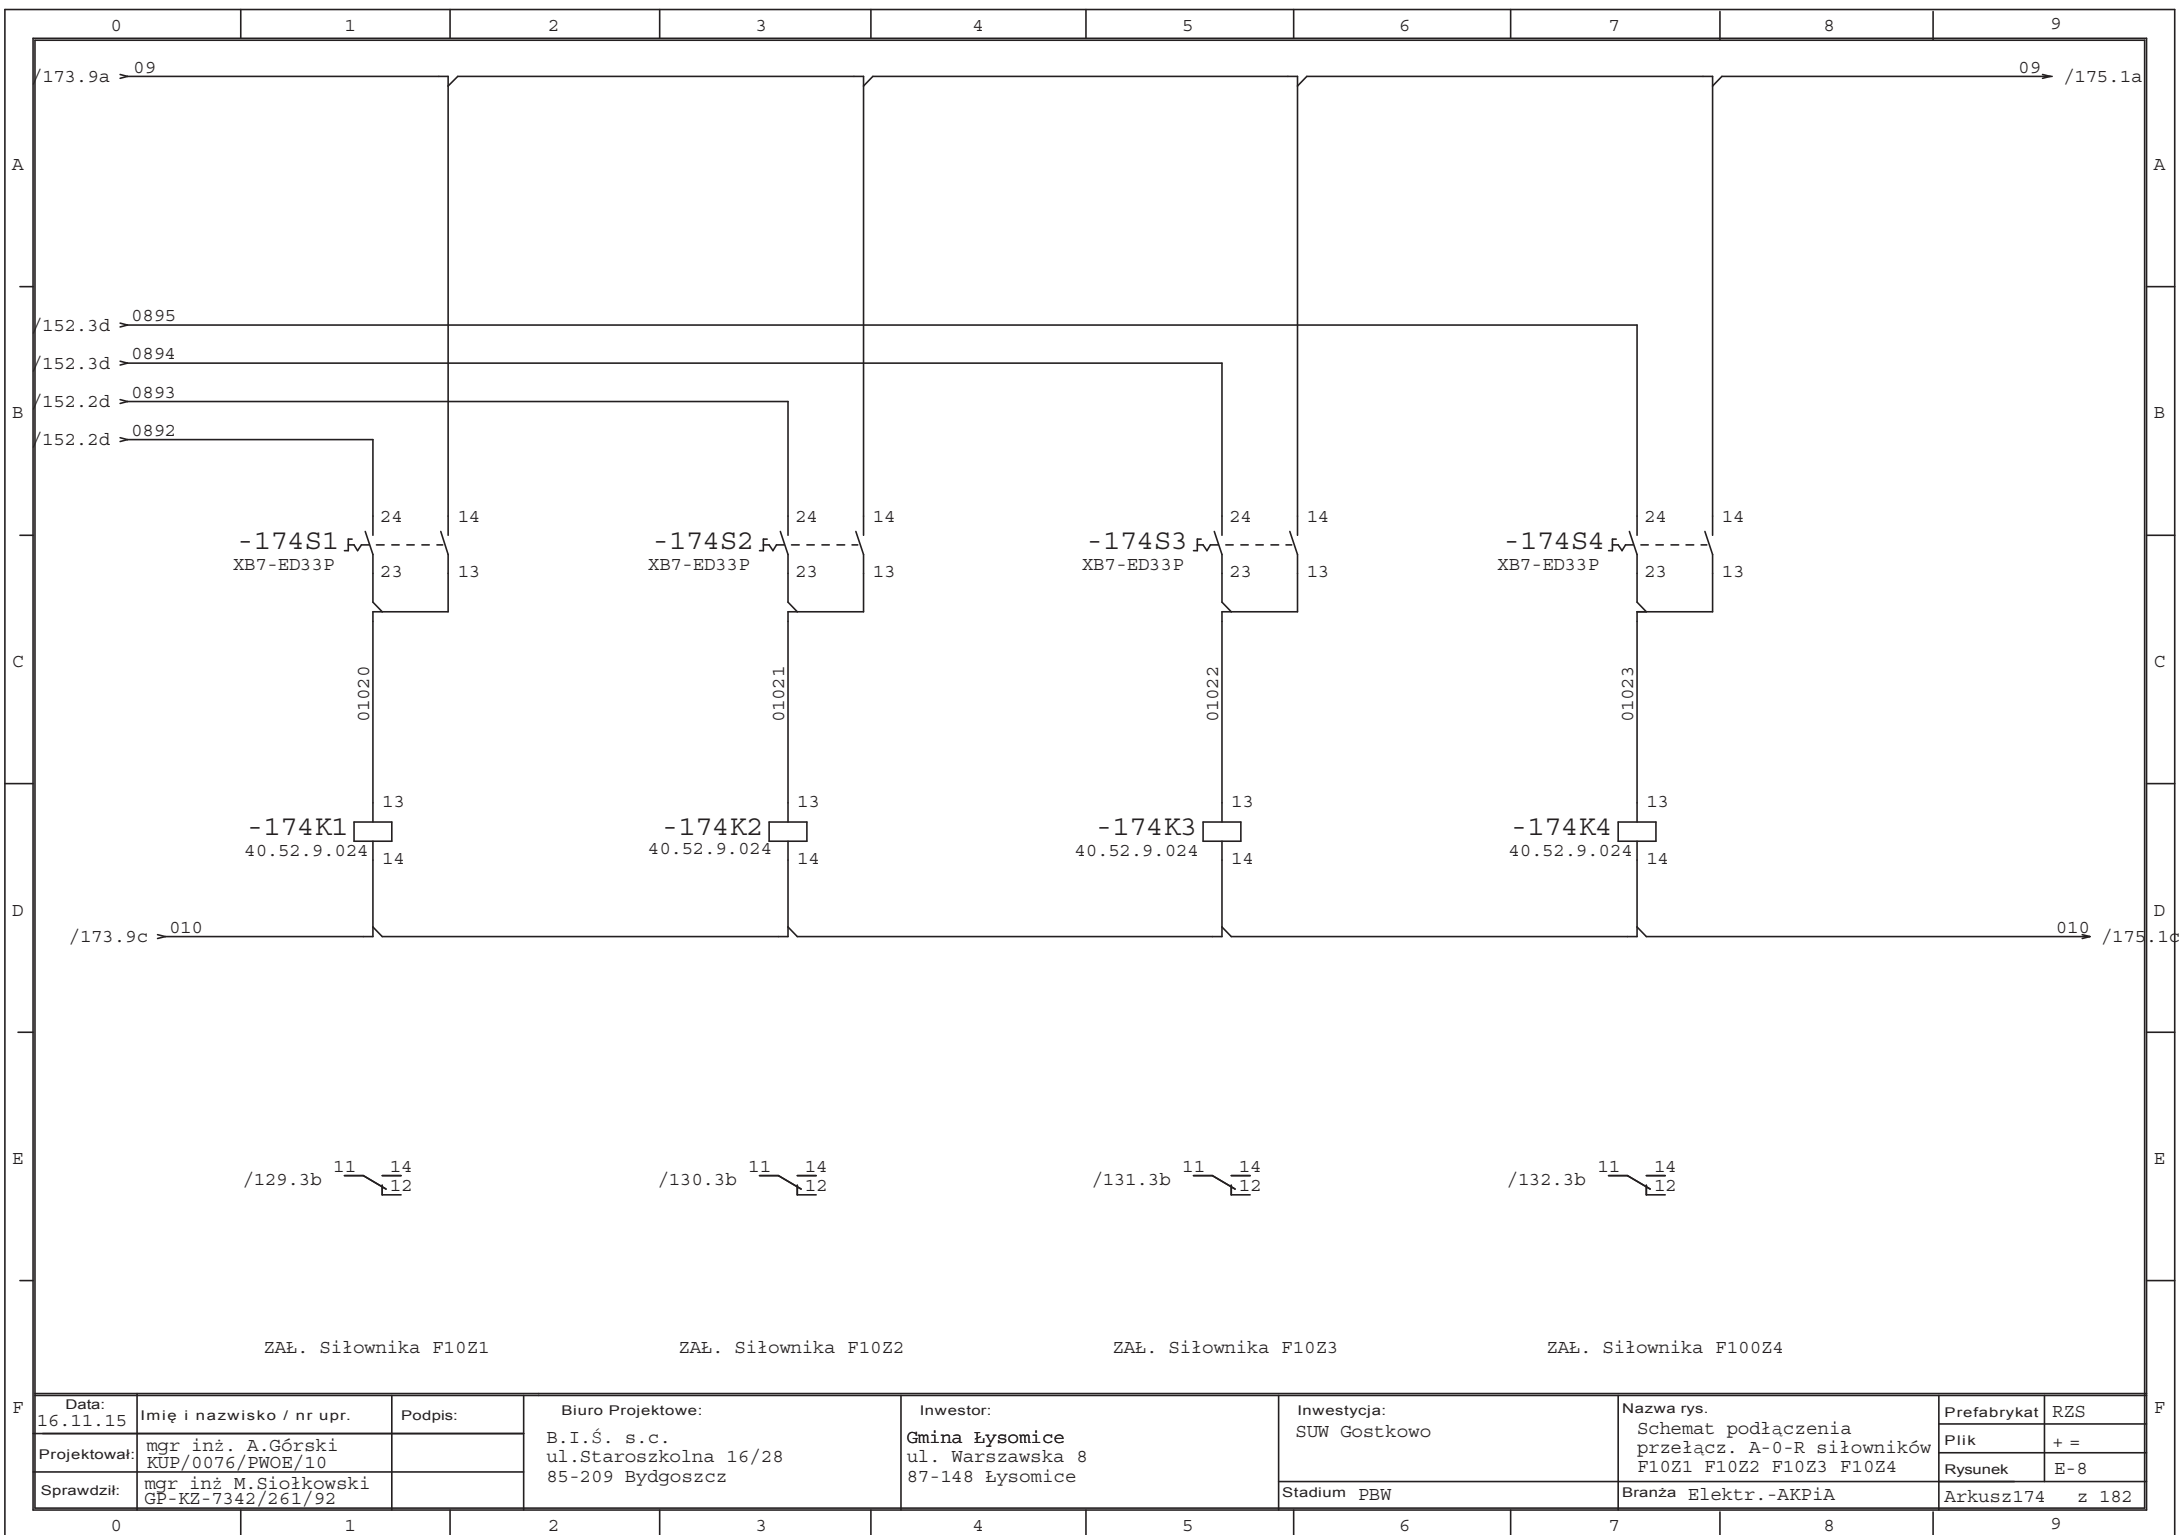 0 1 2 3 4 5 6 7 8 9
/173.9a 09 09 /175.1a
A A
/152.3d 0895
/152.3d 0894
/152.2d 0893
B B
/152.2d 0892
24 14 24 14 24 14 24 14
-174S1 -174S2 -174S3 -174S4
XB7-ED33P XB7-ED33P XB7-ED33P XB7-ED33P
23 13 23 13 23 13 23 13
C C
01020 01021 01022 01023
13 13 13 13
-174K1 -174K2 -174K3 -174K4
40.52.9.024 40.52.9.024 40.52.9.024 40.52.9.024
14 14 14 14
D D
/173.9c 010 010 /175.1c
E E
/129.3b 11 14 12 /130.3b 11 14 12 /131.3b 11 14 12 /132.3b 11 14 12
ZAŁ. Siłownika F10Z1 ZAŁ. Siłownika F10Z2 ZAŁ. Siłownika F10Z3 ZAŁ. Siłownika F100Z4
F F
Data:
16.11.15
Imię i nazwisko / nr upr.
Podpis:
Projektował:
mgr inż. A.Górski
KUP/0076/PWOE/10
Sprawdził:
mgr inż M.Siołkowski
GP-KZ-7342/261/92
Biuro Projektowe:
B.I.Ś. s.c.
ul.Staroszkolna 16/28
85-209 Bydgoszcz
Inwestor:
Gmina Łysomice
ul. Warszawska 8
87-148 Łysomice
Inwestycja:
SUW Gostkowo
Stadium PBW
Nazwa rys.
Schemat podłączenia
przełącz. A-0-R siłowników
F10Z1 F10Z2 F10Z3 F10Z4
Branża Elektr.-AKPiA
Prefabrykat RZS
Plik + =
Rysunek E-8
Arkusz174 z 182
0 1 2 3 4 5 6 7 8 9